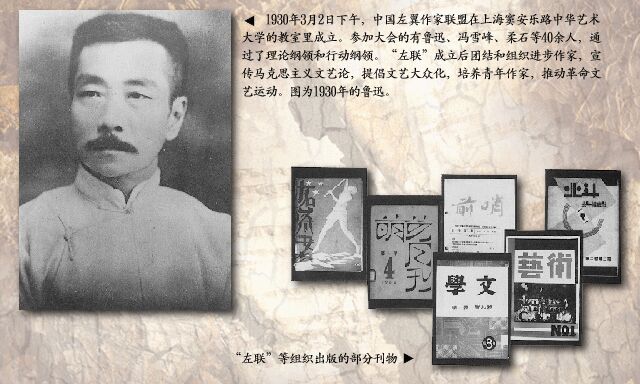 ◀ 1930年3月2日下午，中国左翼作家联盟在上海窦安乐路中华艺术
大学的教室里成立。参加大会的有鲁迅、冯雪峰、柔石等40余人，通
过了理论纲领和行动纲领。“左联”成立后团结和组织进步作家，宣
传马克思主义文艺论，提倡文艺大众化，培养青年作家，推动革命文
艺运动。图为1930年的鲁迅。
拓荒者
萌芽月刊
4
前哨
北斗
文學
藝術
NO1
“左联”等组织出版的部分刊物 ▶